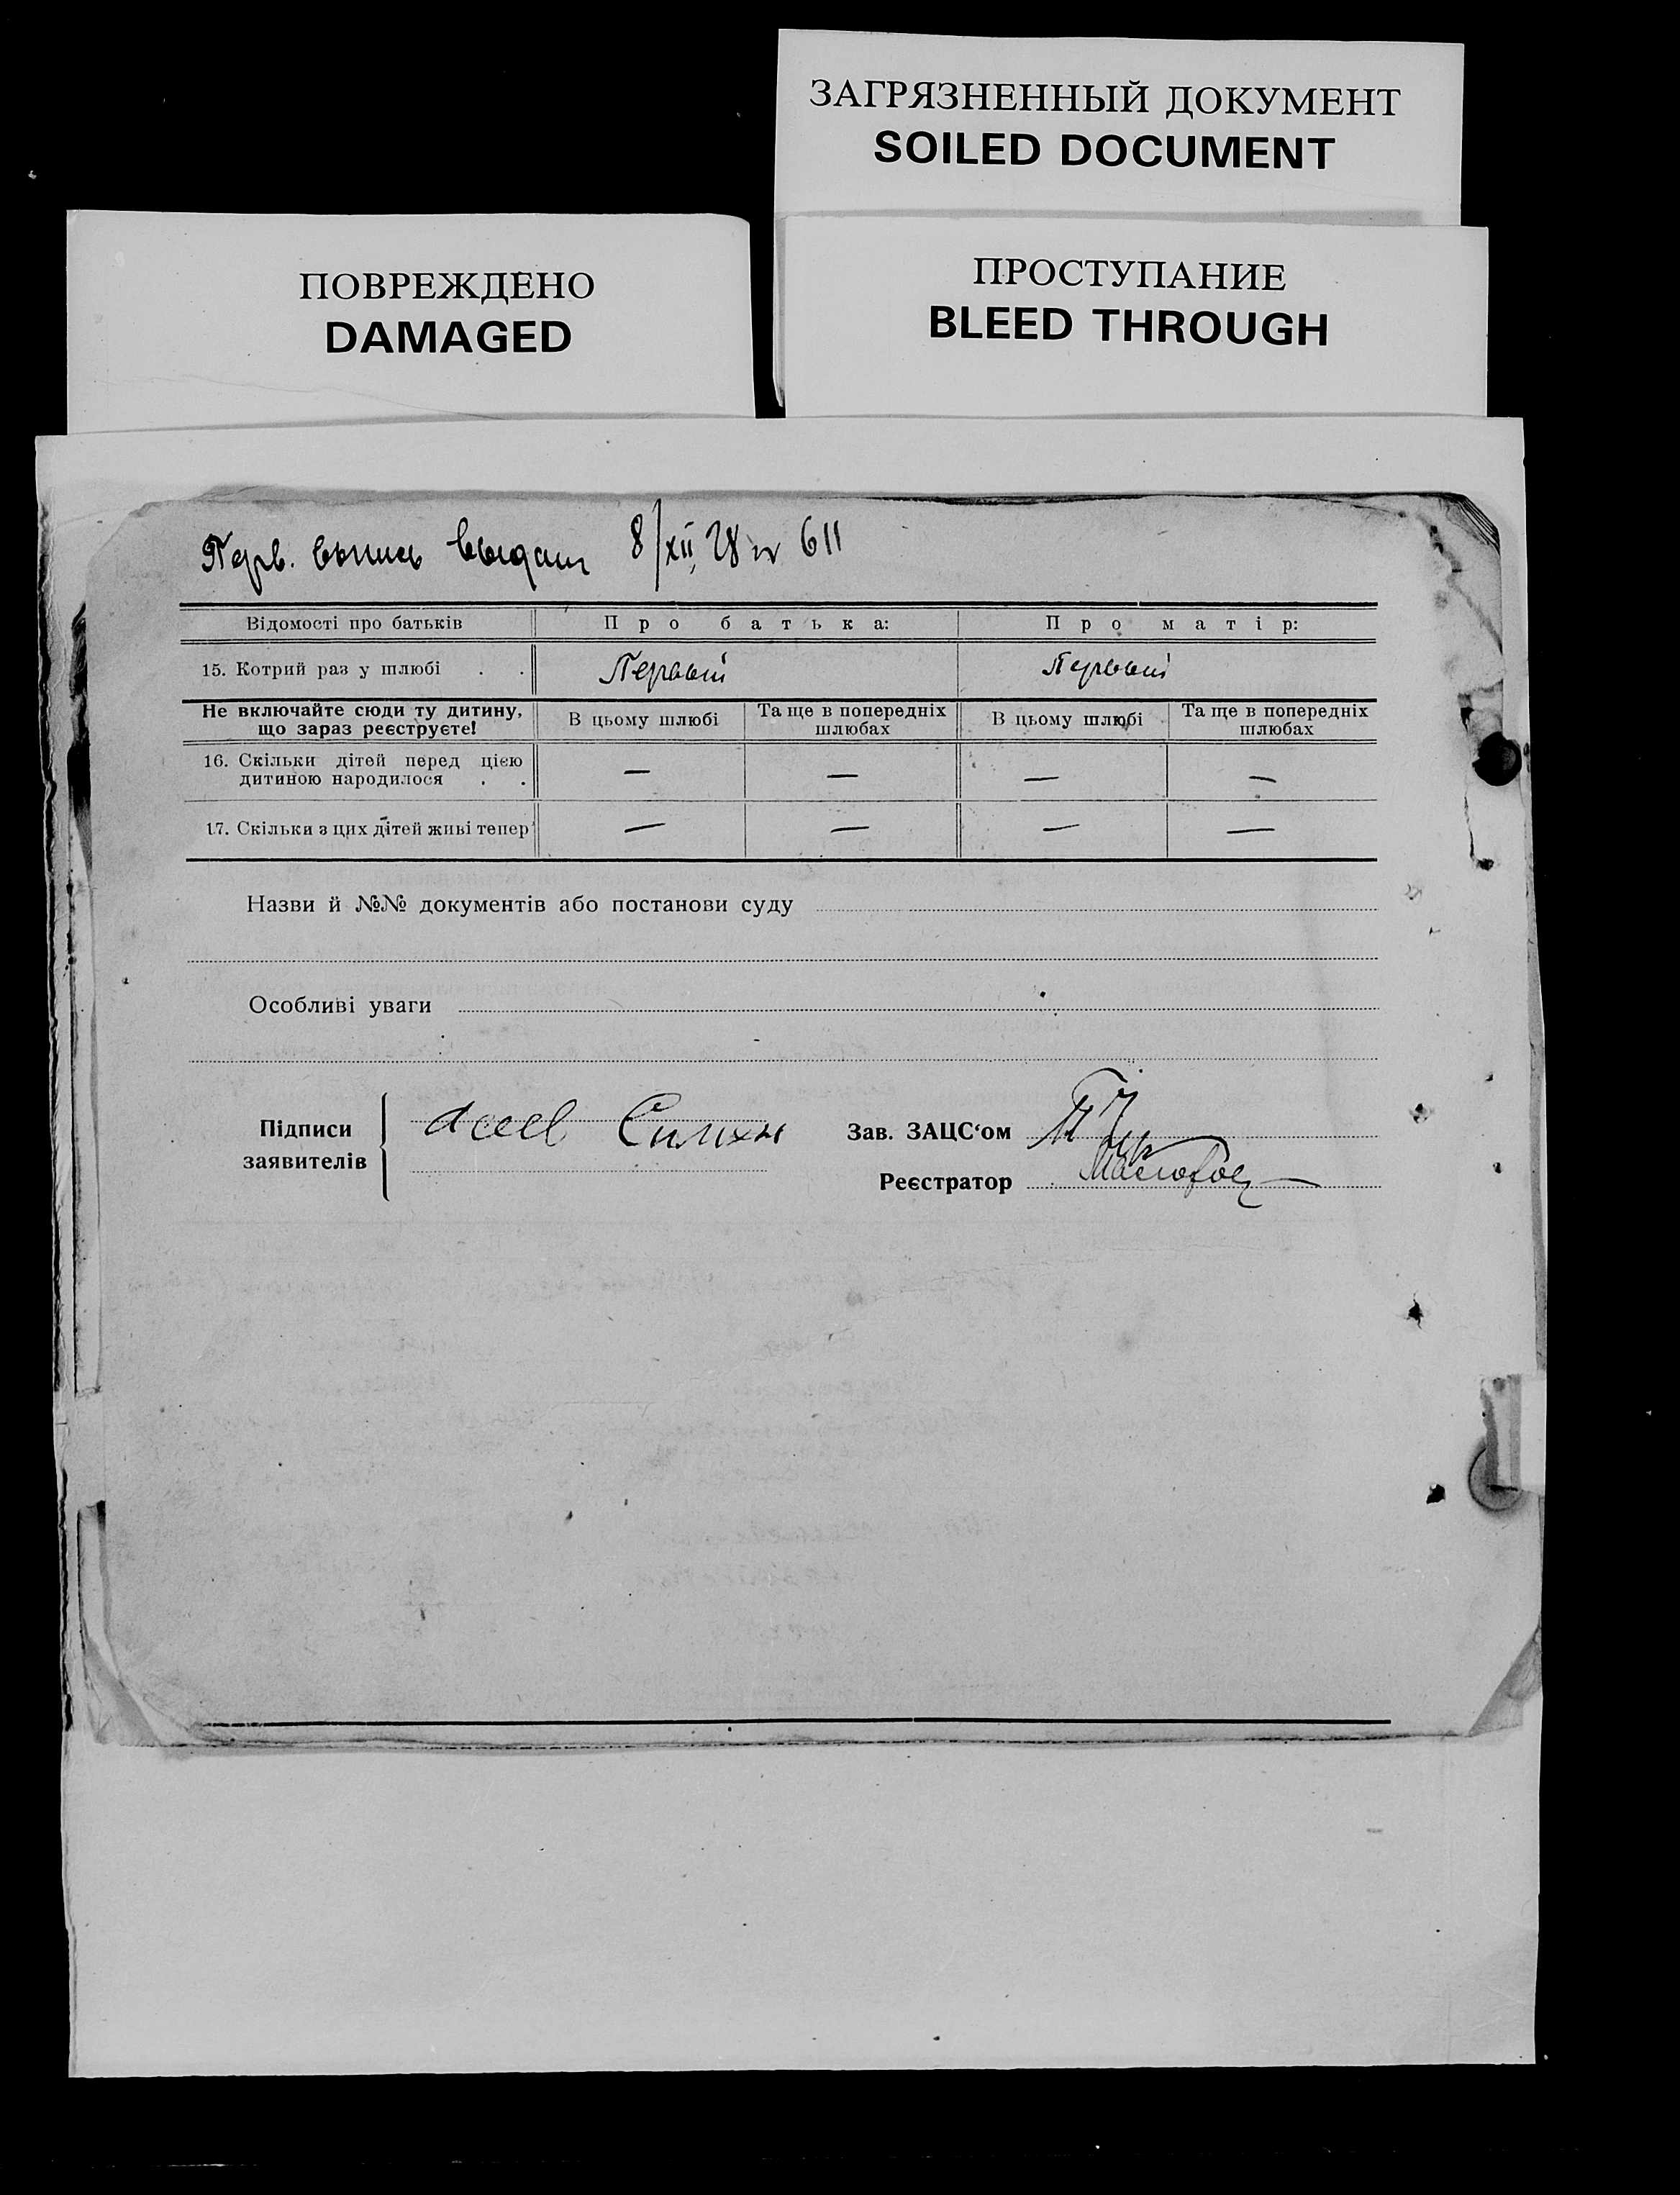 ЗАГРЯЗНЕННЫЙ ДОКУМЕНТ
SOILED DOCUMENT
ПОВРЕЖДЕНО
DAMAGED
ПРОСТУПАНИЕ
BLEED THROUGH
Перв. выпись выдан 8/XII 28 611
Відомості про батьків Про батька: Про матір:
15. Котрий раз у шлюбі . . Первый Первый
Не включайте сюди ту дитину, що зараз реєструєте!
В цьому шлюбі Та ще в попередніх шлюбах В цьому шлюбі Та ще в попередніх шлюбах
16. Скільки дітей перед цією
дитиною народилося . . — — — —
17. Скільки з цих дітей живі тепер — — — —
Назви й №№ документів або постанови суду
Особливі уваги
Підписи
заявителів
Зав. ЗАЦС‘ом
Реєстратор